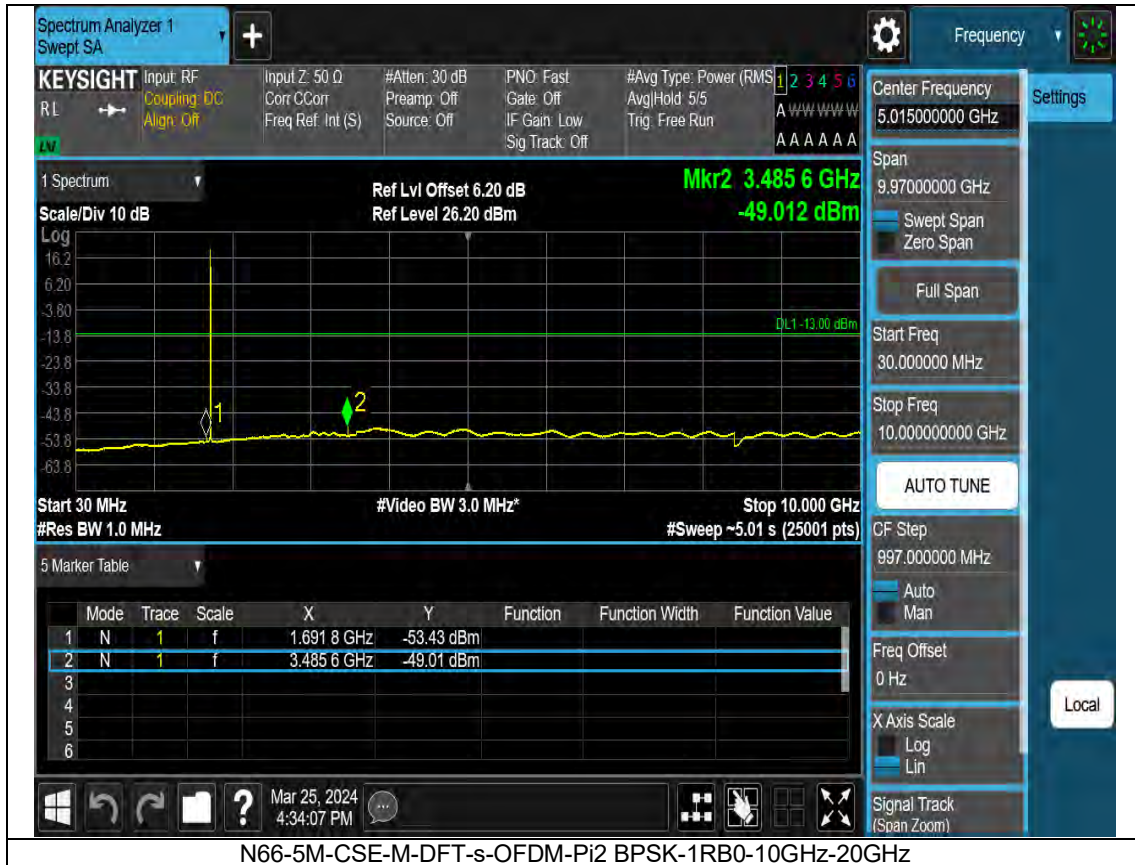 Spectrum Analyzer 1
Swept SA
Frequency
KEYSIGHT
RL
LXI
Input: RF
Coupling: DC
Align: Off
Input Z: 50 Ω
Corr CCorr
Freq Ref: Int (S)
#Atten: 30 dB
Preamp: Off
Source: Off
PNO: Fast
Gate: Off
IF Gain: Low
Sig Track: Off
#Avg Type: Power (RMS
Avg|Hold: 5/5
Trig: Free Run
1 2 3 4 5 6
A W W W W W
A A A A A A
1 Spectrum
Scale/Div 10 dB
Ref Lvl Offset 6.20 dB
Ref Level 26.20 dBm
Mkr2 3.485 6 GHz
-49.012 dBm
Log
16.2
6.20
-3.80
-13.8
-23.8
-33.8
-43.8
-53.8
-63.8
DL1 -13.00 dBm
1
2
Start 30 MHz
#Video BW 3.0 MHz*
Stop 10.000 GHz
#Res BW 1.0 MHz
#Sweep ~5.01 s (25001 pts)
5 Marker Table
Mode Trace Scale X Y Function Function Width Function Value
1 N 1 f 1.691 8 GHz -53.43 dBm
2 N 1 f 3.485 6 GHz -49.01 dBm
3
4
5
6
Center Frequency
5.015000000 GHz
Settings
Span
9.97000000 GHz
Swept Span
Zero Span
Full Span
Start Freq
30.000000 MHz
Stop Freq
10.000000000 GHz
AUTO TUNE
CF Step
997.000000 MHz
Auto
Man
Freq Offset
0 Hz
X Axis Scale
Log
Lin
Local
Signal Track
(Span Zoom)
?
Mar 25, 2024
4:34:07 PM
N66-5M-CSE-M-DFT-s-OFDM-Pi2 BPSK-1RB0-10GHz-20GHz